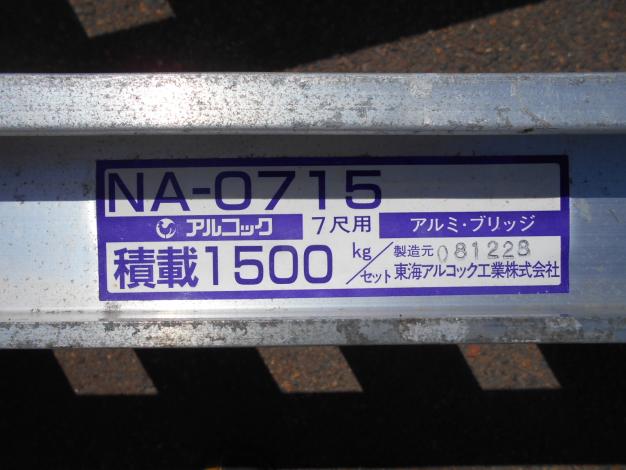 NA-0715
アルコック 7尺用 アルミ・ブリッジ
積載1500kg/セット 製造元 081228
東海アルコック工業株式会社